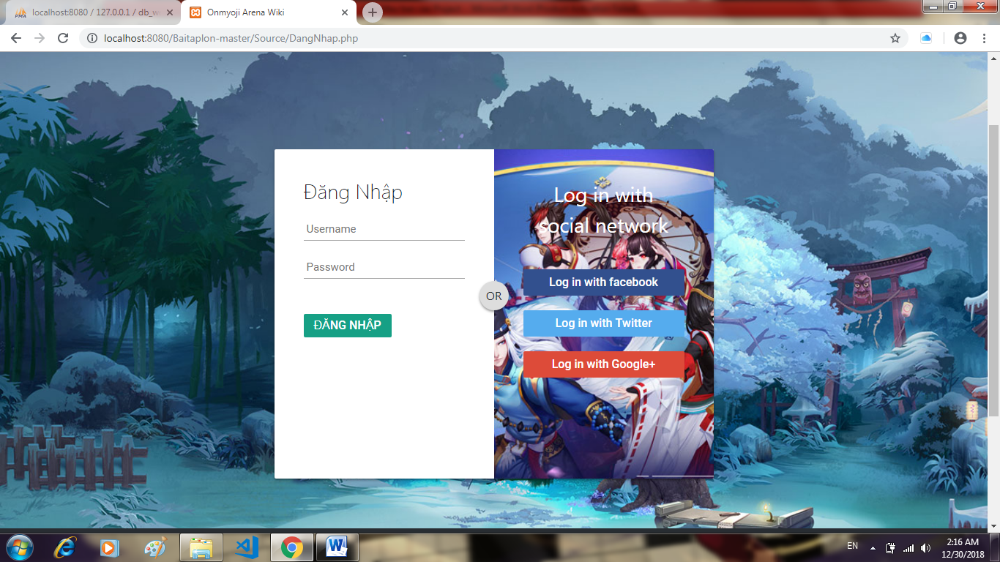 localhost:8080 / 127.0.0.1 / db_w
Onmyoji Arena Wiki
localhost:8080/Baitaplon-master/Source/DangNhap.php
Đăng Nhập
Username
Password
ĐĂNG NHẬP
OR
Log in with
social network
Log in with facebook
Log in with Twitter
Log in with Google+
EN
2:16 AM
12/30/2018